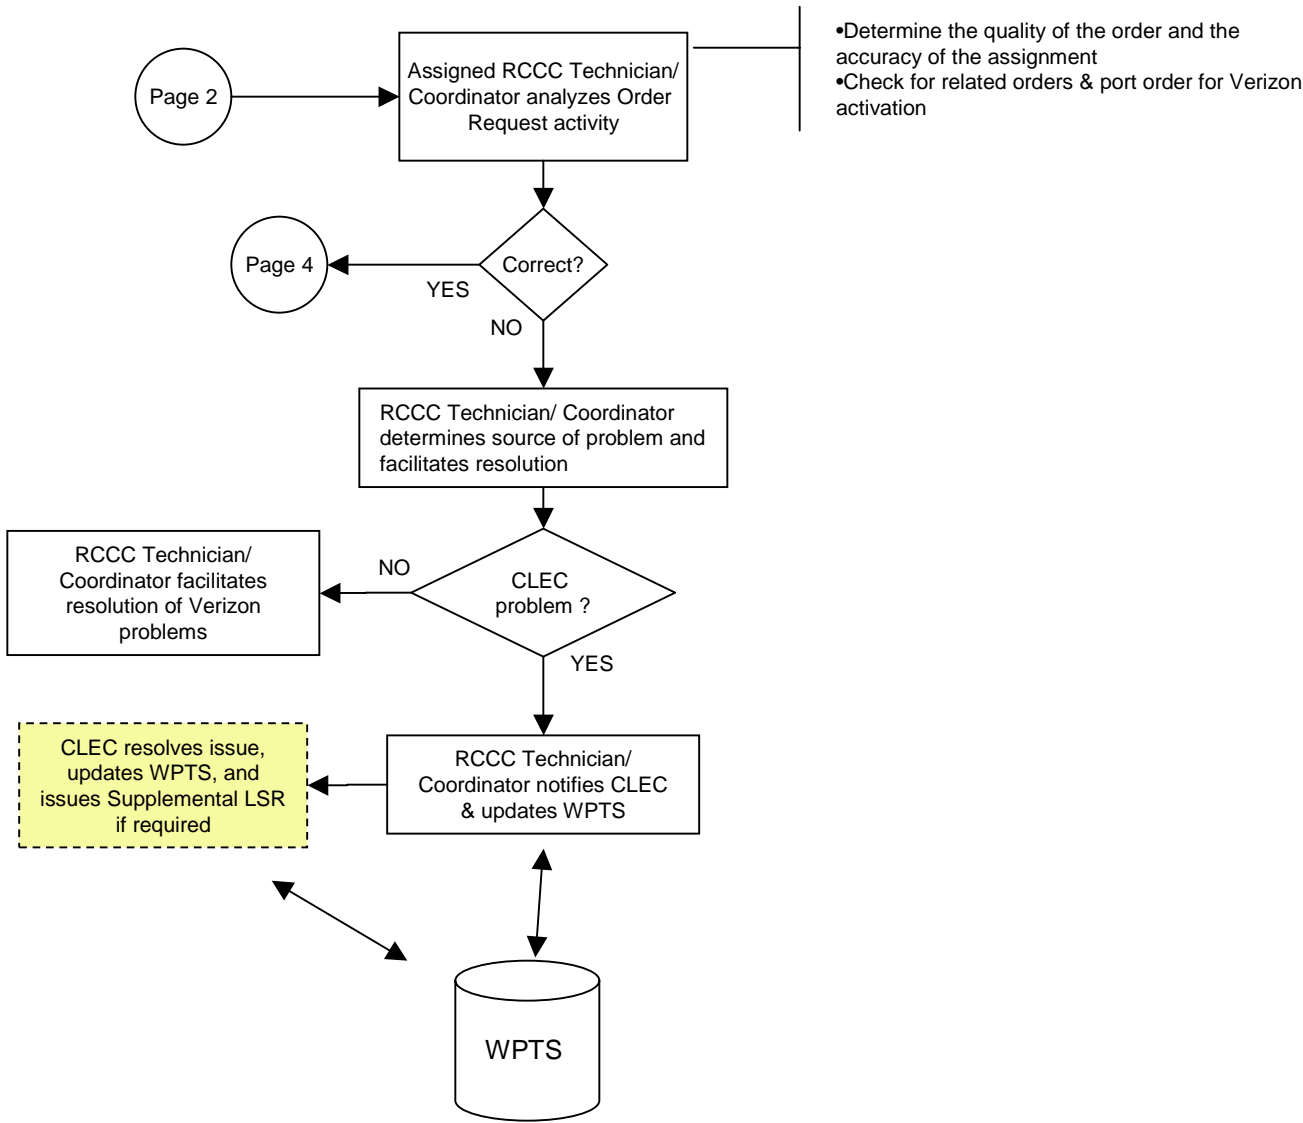 •Determine the quality of the order and the
accuracy of the assignment
•Check for related orders & port order for Verizon
activation
Page 2
Assigned RCCC Technician/
Coordinator analyzes Order
Request activity
Page 4
Correct?
YES
NO
RCCC Technician/ Coordinator
determines source of problem and
facilitates resolution
RCCC Technician/
Coordinator facilitates
resolution of Verizon
problems
NO
CLEC
problem ?
YES
CLEC resolves issue,
updates WPTS, and
issues Supplemental LSR
if required
RCCC Technician/
Coordinator notifies CLEC
& updates WPTS
WPTS